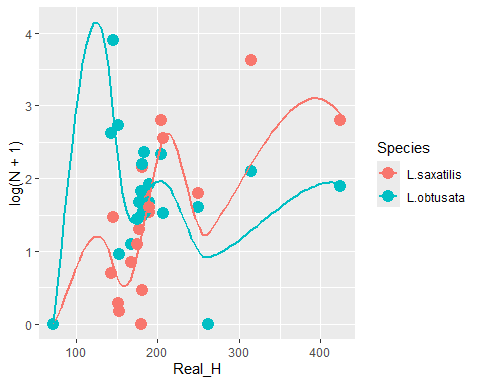 4
3
2
1
0
log(N + 1)
100
200
300
400
Real_H
Species
L.saxatilis
L.obtusata